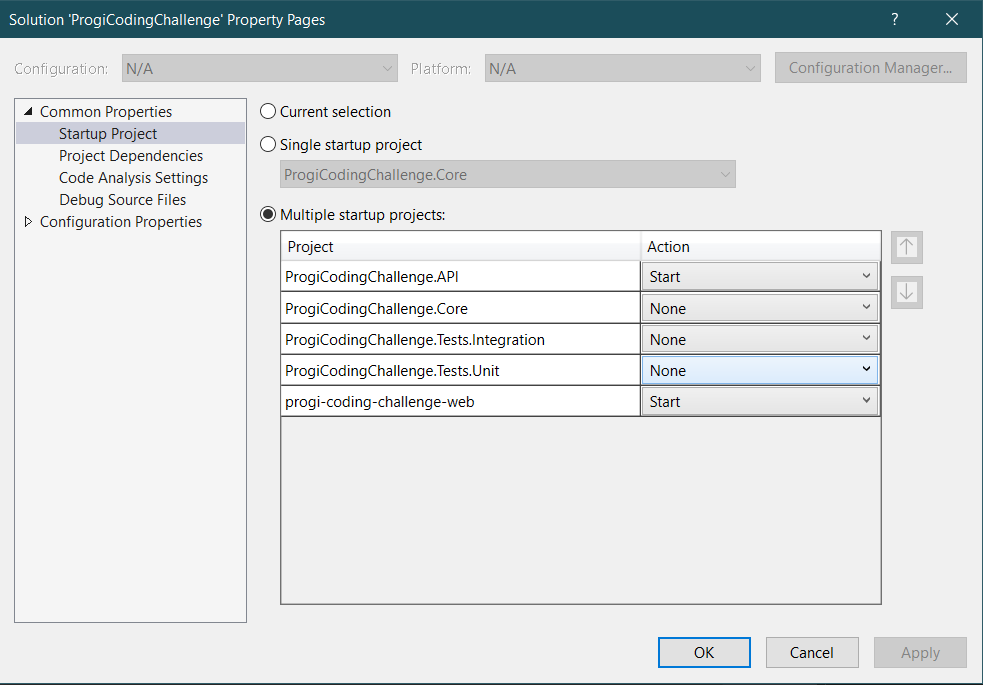 Solution 'ProgiCodingChallenge' Property Pages
?
Configuration: N/A Platform: N/A Configuration Manager...
Common Properties
Startup Project
Project Dependencies
Code Analysis Settings
Debug Source Files
Configuration Properties
Current selection
Single startup project
ProgiCodingChallenge.Core
Multiple startup projects:
Project Action
ProgiCodingChallenge.API Start
ProgiCodingChallenge.Core None
ProgiCodingChallenge.Tests.Integration None
ProgiCodingChallenge.Tests.Unit None
progi-coding-challenge-web Start
OK Cancel Apply